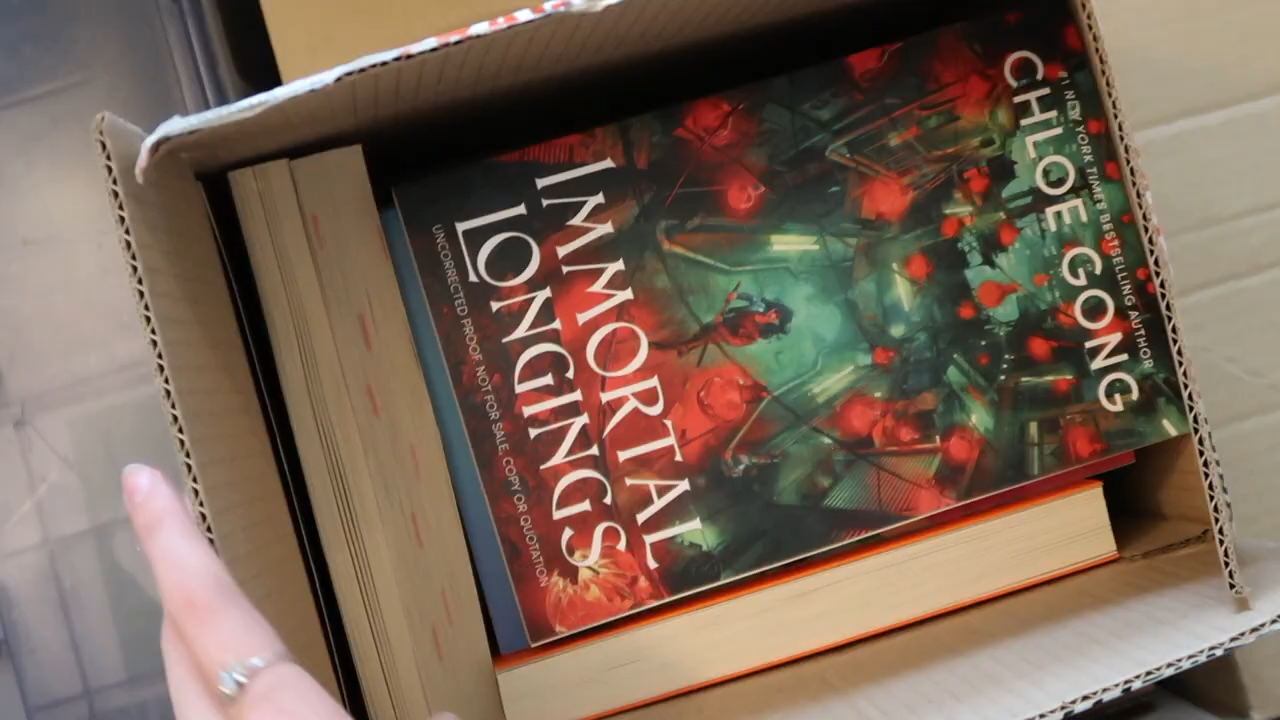 #1 NEW YORK TIMES BESTSELLING AUTHOR
CHLOE GONG
IMMORTAL
LONGINGS
UNCORRECTED PROOF. NOT FOR SALE, COPY OR QUOTATION